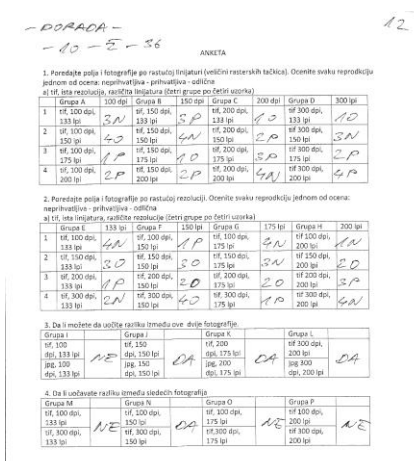 - DORADA -
12
- 10 - Σ - 36
ANKETA
1. Poredajte polja i fotografije po rastućoj linijaturi (veličini rasterskih tačkica). Ocenite svaku reprodkciju
jednom od ocena: neprihvatljiva - prihvatljiva - odlična
a) tif, ista rezolucija, različita linijatura (četri grupe po četiri uzorka)
Grupa A 100 dpi Grupa B 150 dpi Grupa C 200 dpi Grupa D 300 lpi
1 tif, 100 dpi, 133 lpi 3N tif, 150 dpi, 133 lpi 3P tif, 200 dpi, 133 lpi 1O tif 300 dpi, 133 lpi 1O
2 tif, 100 dpi, 150 lpi 4O tif, 150 dpi, 150 lpi 4N tif, 200 dpi, 150 lpi 2P tif 300 dpi, 150 lpi 3N
3 tif, 100 dpi, 175 lpi 1P tif, 150 dpi, 175 lpi 1O tif, 200 dpi, 175 lpi 3P tif 300 dpi, 175 lpi 2P
4 tif, 100 dpi, 200 lpi 2P tif, 150 dpi, 200 lpi 2P tif, 200 dpi, 200 lpi 4N tif 300 dpi, 200 lpi 4P
2. Poredajte polja i fotografije po rastućoj rezoluciji. Ocenite svaku reprodkciju jednom od ocena:
neprihvatljiva - prihvatljiva - odlična
a) tif, ista linijatura, različite rezolucije (četri grupe po četiri uzorka)
Grupa E 133 lpi Grupa F 150 lpi Grupa G 175 lpi Grupa H 200 lpi
1 tif, 100 dpi, 133 lpi 4N tif, 100 dpi, 150 lpi 1P tif, 100 dpi, 175 lpi 4N tif 100 dpi, 200 lpi 1N
2 tif, 150 dpi, 133 lpi 3O tif, 150 dpi, 150 lpi 3O tif, 150 dpi, 175 lpi 3N tif 150 dpi, 200 lpi 2O
3 tif, 200 dpi, 133 lpi 1P tif, 200 dpi, 150 lpi 2O tif, 200 dpi, 175 lpi 2O tif 200 dpi, 200 lpi 3P
4 tif, 300 dpi, 133 lpi 2N tif, 300 dpi, 150 lpi 4O tif, 300 dpi, 175 lpi 1P tif 300 dpi, 200 lpi 4N
3. Da li možete da uočite razliku između ove dvije fotografije.
Grupa I Grupa J Grupa K Grupa L
tif, 100 dpi, 133 lpi NE tif, 150 dpi, 150 lpi DA tif, 200 dpi, 175 lpi DA tif 300 dpi, 200 lpi DA
jpg, 100 dpi, 133 lpi jpg, 150 dpi, 150 lpi jpg, 200 dpi, 175 lpi jpg 300 dpi, 200 lpi
4. Da li uočavate razliku između sledećih fotografija
Grupa M Grupa N Grupa O Grupa P
tif, 100 dpi, 133 lpi NE tif, 100 dpi, 150 lpi DA tif, 100 dpi, 175 lpi NE tif 100 dpi, 200 lpi NE
tif, 300 dpi, 133 lpi tif, 300 dpi, 150 lpi tif,300 dpi, 175 lpi tif 300 dpi, 200 lpi